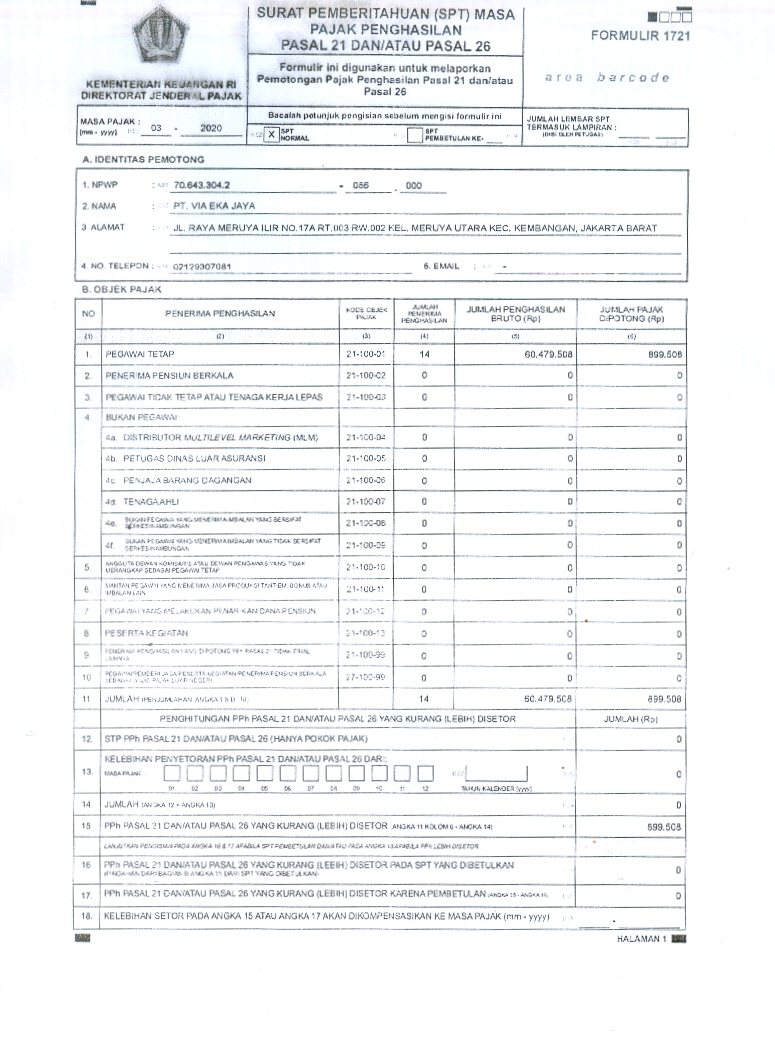 SURAT PEMBERITAHUAN (SPT) MASA
PAJAK PENGHASILAN
PASAL 21 DAN/ATAU PASAL 26
FORMULIR 1721
Formulir ini digunakan untuk melaporkan
Pemotongan Pajak Penghasilan Pasal 21 dan/atau
Pasal 26
area barcode
KEMENTERIAN KEUANGAN RI
DIREKTORAT JENDERAL PAJAK
Bacalah petunjuk pengisian sebelum mengisi formulir ini
MASA PAJAK :
(mm - yyyy) 03 - 2020
X SPT NORMAL
SPT PEMBETULAN KE-
JUMLAH LEMBAR SPT
TERMASUK LAMPIRAN :
(DIISI OLEH PETUGAS)
A. IDENTITAS PEMOTONG
1. NPWP : 70.643.304.2 - 086 . 000
2. NAMA : PT. VIA EKA JAYA
3 ALAMAT : JL. RAYA MERUYA ILIR NO.17A RT.003 RW.002 KEL. MERUYA UTARA KEC. KEMBANGAN, JAKARTA BARAT
4. NO. TELEPON : 02129307081 5. EMAIL : -
B. OBJEK PAJAK
NO PENERIMA PENGHASILAN KODE OBJEK PAJAK JUMLAH PENERIMA PENGHASILAN JUMLAH PENGHASILAN BRUTO (Rp) JUMLAH PAJAK DIPOTONG (Rp)
(1) (2) (3) (4) (5) (6)
1. PEGAWAI TETAP 21-100-01 14 60.479.508 899.508
2. PENERIMA PENSIUN BERKALA 21-100-02 0 0 0
3. PEGAWAI TIDAK TETAP ATAU TENAGA KERJA LEPAS 21-100-03 0 0 0
4. BUKAN PEGAWAI:
4a. DISTRIBUTOR MULTILEVEL MARKETING (MLM) 21-100-04 0 0 0
4b. PETUGAS DINAS LUAR ASURANSI 21-100-05 0 0 0
4c. PENJAJA BARANG DAGANGAN 21-100-06 0 0 0
4d. TENAGA AHLI 21-100-07 0 0 0
4e. BUKAN PEGAWAI YANG MENERIMA IMBALAN YANG BERSIFAT BERKESINAMBUNGAN 21-100-08 0 0 0
4f. BUKAN PEGAWAI YANG MENERIMA IMBALAN YANG TIDAK BERSIFAT BERKESINAMBUNGAN 21-100-09 0 0 0
5. ANGGOTA DEWAN KOMISARIS ATAU DEWAN PENGAWAS YANG TIDAK MERANGKAP SEBAGAI PEGAWAI TETAP 21-100-10 0 0 0
6. MANTAN PEGAWAI YANG MENERIMA JASA PRODUKSI, TANTIEM, BONUS ATAU IMBALAN LAIN 21-100-11 0 0 0
7 PEGAWAI YANG MELAKUKAN PENARIKAN DANA PENSIUN 21-100-12 0 0 0
8 PESERTA KEGIATAN 21-100-13 0 0 0
9 PENERIMA PENGHASILAN YANG DIPOTONG PPh PASAL 21 TIDAK FINAL LAINNYA 21-100-99 0 0 0
10 27-100-99 0 0 0
11 JUMLAH (PENJUMLAHAN ANGKA 1 S.D. 10) 14 60.479.508 899.508
PENGHITUNGAN PPh PASAL 21 DAN/ATAU PASAL 26 YANG KURANG (LEBIH) DISETOR JUMLAH (Rp)
12. STP PPh PASAL 21 DAN/ATAU PASAL 26 (HANYA POKOK PAJAK) 0
13. KELEBIHAN PENYETORAN PPh PASAL 21 DAN/ATAU PASAL 26 DARI:
MASA PAJAK : 0
01 02 03 04 05 06 07 08 09 10 11 12 TAHUN KALENDER (yyyy)
14 JUMLAH (ANGKA 12 + ANGKA 13) 0
15 PPh PASAL 21 DAN/ATAU PASAL 26 YANG KURANG (LEBIH) DISETOR (ANGKA 11 KOLOM 6 - ANGKA 14) 899.508
LANJUTKAN PENGISIAN PADA ANGKA 16 & 17 APABILA SPT PEMBETULAN DAN/ATAU PADA ANGKA 18 APABILA PPh LEBIH DISETOR
16 PPh PASAL 21 DAN/ATAU PASAL 26 YANG KURANG (LEBIH) DISETOR PADA SPT YANG DIBETULKAN
(PINDAHAN DARI BAGIAN B ANGKA 15 DARI SPT YANG DIBETULKAN) 0
17. PPh PASAL 21 DAN/ATAU PASAL 26 YANG KURANG (LEBIH) DISETOR KARENA PEMBETULAN (ANGKA 15 - ANGKA 16) 0
18. KELEBIHAN SETOR PADA ANGKA 15 ATAU ANGKA 17 AKAN DIKOMPENSASIKAN KE MASA PAJAK (mm - yyyy) -
HALAMAN 1